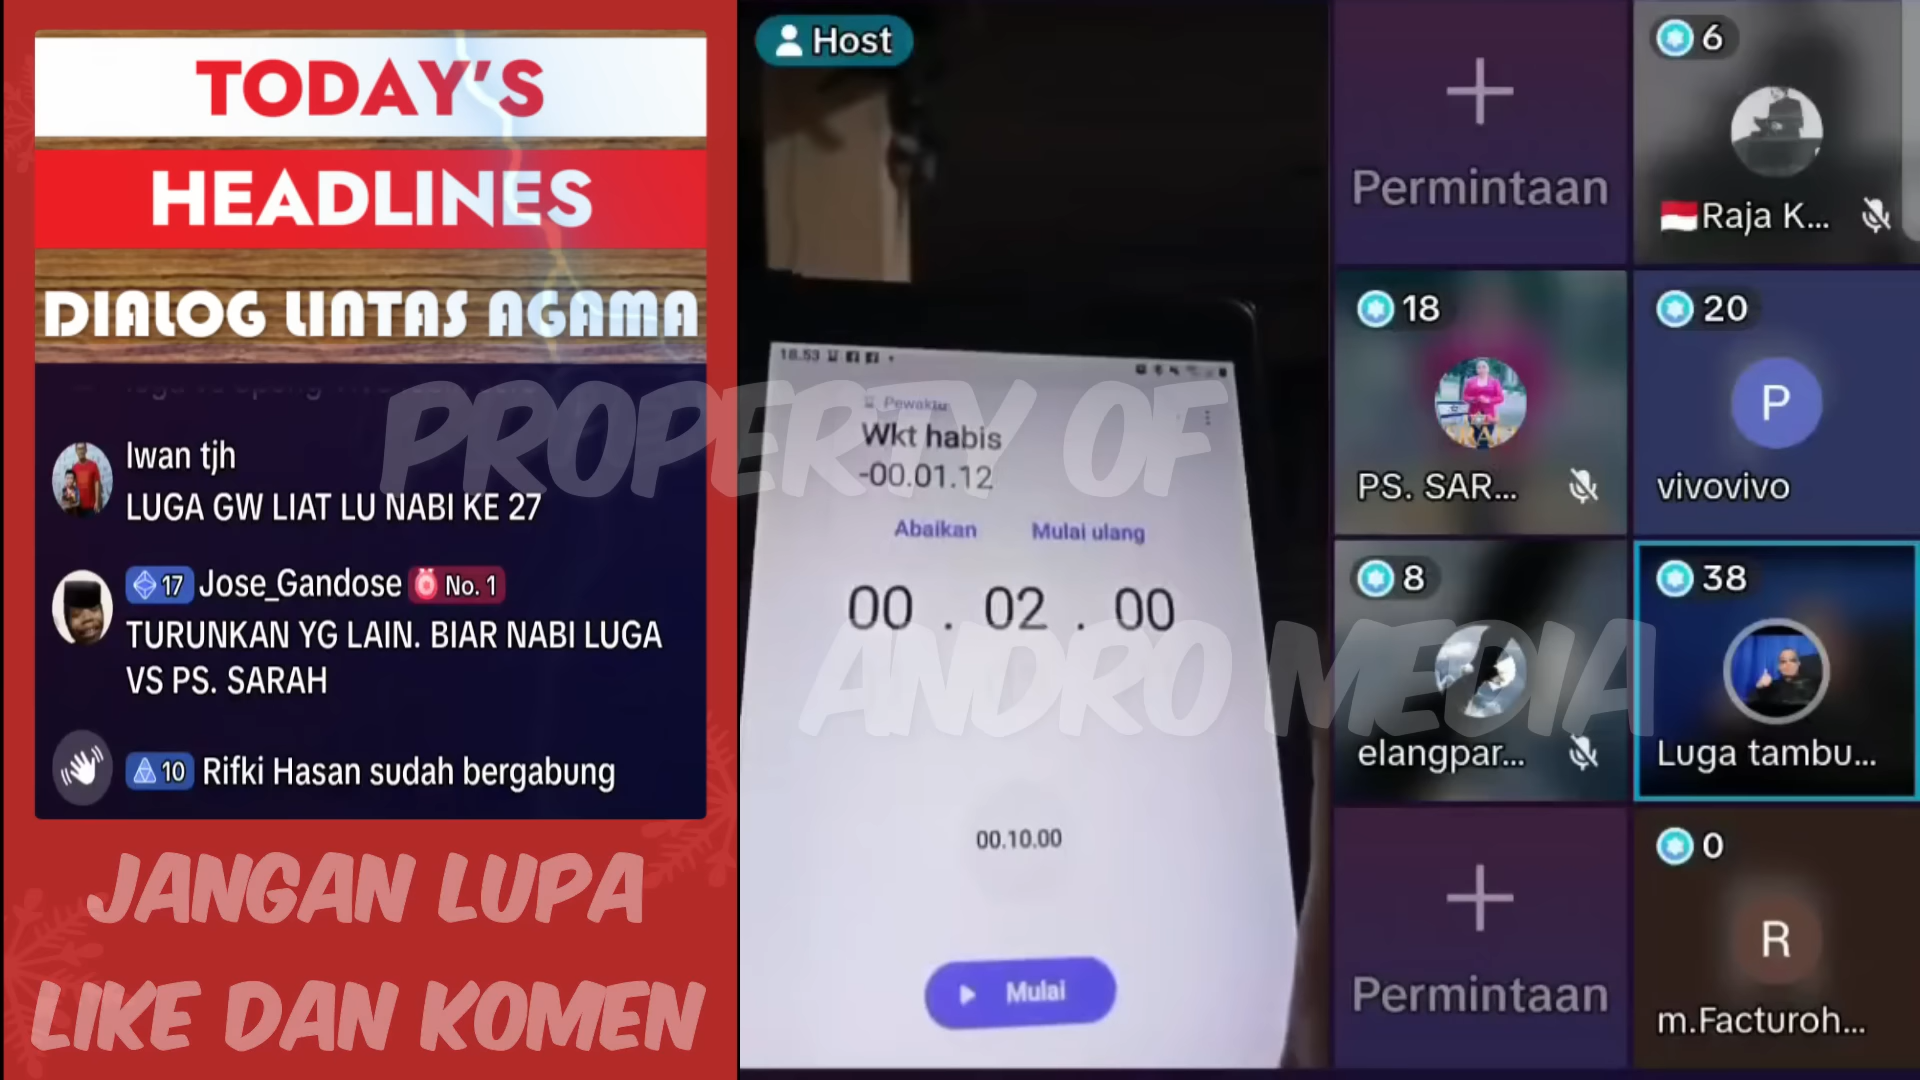 TODAY'S
HEADLINES
DIALOG LINTAS AGAMA
Iwan tjh
LUGA GW LIAT LU NABI KE 27
17 Jose_Gandose No. 1
TURUNKAN YG LAIN. BIAR NABI LUGA
VS PS. SARAH
10 Rifki Hasan sudah bergabung
JANGAN LUPA
LIKE DAN KOMEN
PROPERTY OF
ANDRO MEDIA
Host
18.53
Pewaktu
Wkt habis
-00.01.12
Abaikan Mulai ulang
00 . 02 . 00
00.10.00
Mulai
Permintaan
6
Raja K...
18
PS. SAR...
20
P
vivovivo
8
elangpar...
38
Luga tambu...
Permintaan
0
R
m.Facturoh...